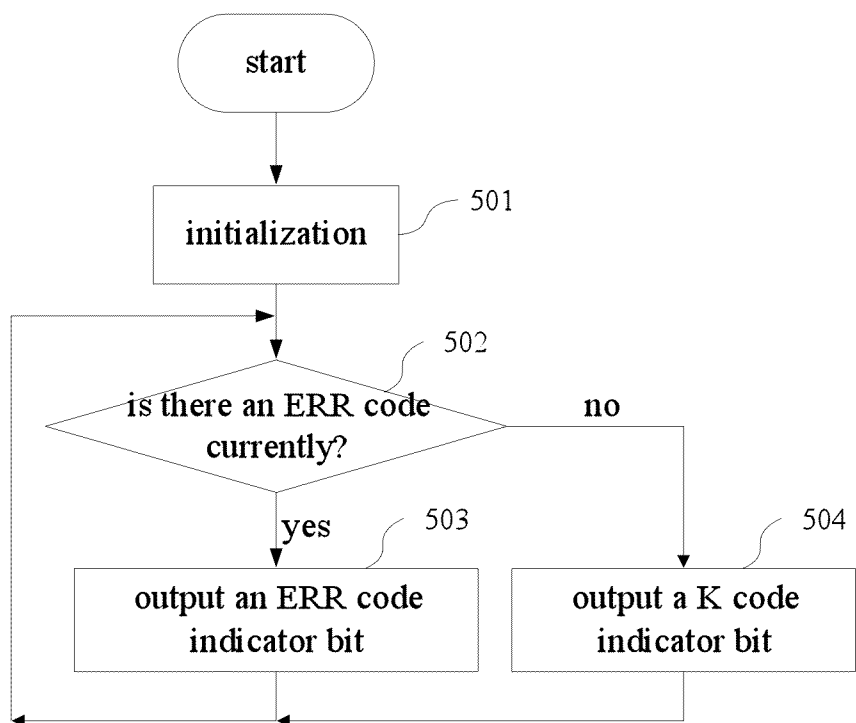 start
501
initialization
502
is there an ERR code
currently?
no
yes
503
504
output an ERR code
indicator bit
output a K code
indicator bit